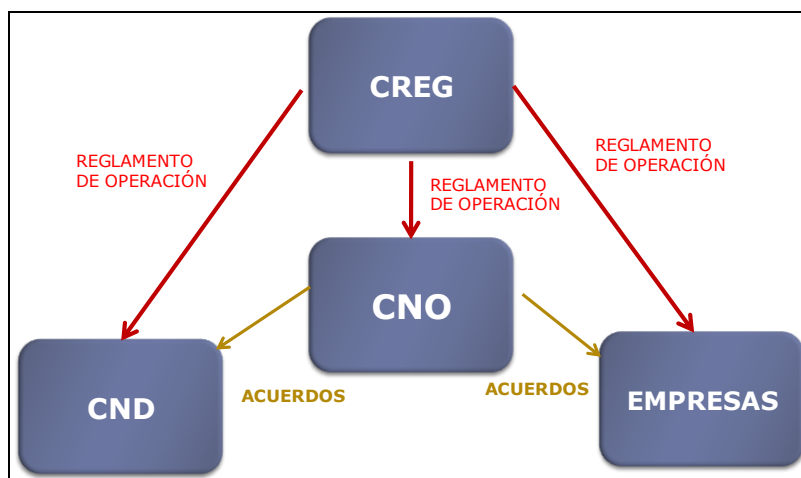 CREG
REGLAMENTO
DE OPERACIÓN
REGLAMENTO
DE OPERACIÓN
REGLAMENTO
DE OPERACIÓN
CNO
CND
ACUERDOS
ACUERDOS
EMPRESAS